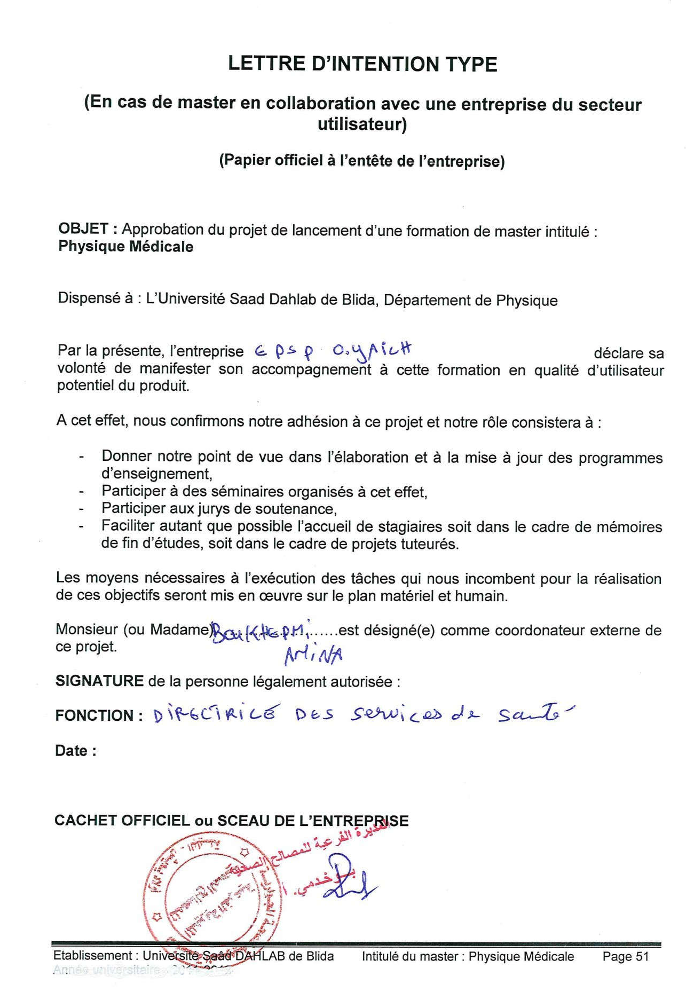 LETTRE D'INTENTION TYPE
(En cas de master en collaboration avec une entreprise du secteur
utilisateur)
(Papier officiel à l'entête de l'entreprise)
OBJET : Approbation du projet de lancement d'une formation de master intitulé :
Physique Médicale
Dispensé à : L'Université Saad Dahlab de Blida, Département de Physique
Par la présente, l'entreprise EPSP O.YAICH déclare sa
volonté de manifester son accompagnement à cette formation en qualité d'utilisateur
potentiel du produit.
A cet effet, nous confirmons notre adhésion à ce projet et notre rôle consistera à :
- Donner notre point de vue dans l'élaboration et à la mise à jour des programmes
d'enseignement,
- Participer à des séminaires organisés à cet effet,
- Participer aux jurys de soutenance,
- Faciliter autant que possible l'accueil de stagiaires soit dans le cadre de mémoires
de fin d'études, soit dans le cadre de projets tuteurés.
Les moyens nécessaires à l'exécution des tâches qui nous incombent pour la réalisation
de ces objectifs seront mis en œuvre sur le plan matériel et humain.
Monsieur (ou Madame) BOUKHEDMI ......est désigné(e) comme coordonateur externe de
AMINA
ce projet.
SIGNATURE de la personne légalement autorisée :
FONCTION : DIRECTRICE DES services de santé
Date :
CACHET OFFICIEL ou SCEAU DE L'ENTREPRISE
المديرة الفرعية للمصالح الصحية
بوخدمي. أ
Etablissement : Université Saâd DAHLAB de Blida Intitulé du master : Physique Médicale Page 51
Année universitaire